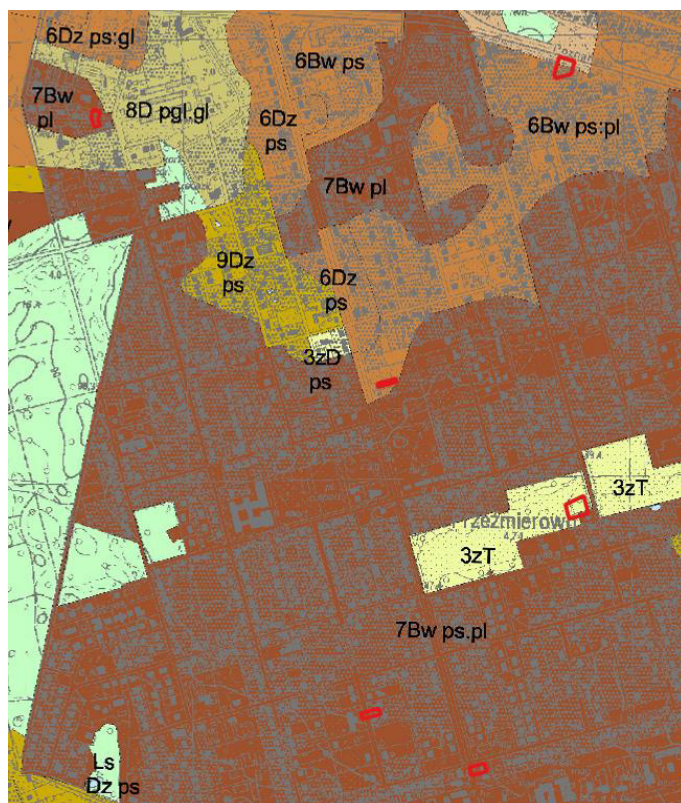 6Dz ps:gl
6Bw ps
7Bw
pl
8D pgl:gl
6Dz
ps
6Bw ps:pl
7Bw pl
9Dz
ps
6Dz
ps
3zD
ps
3zT
Przeźmierowo
3zT
7Bw ps.pl
Ls
Dz ps